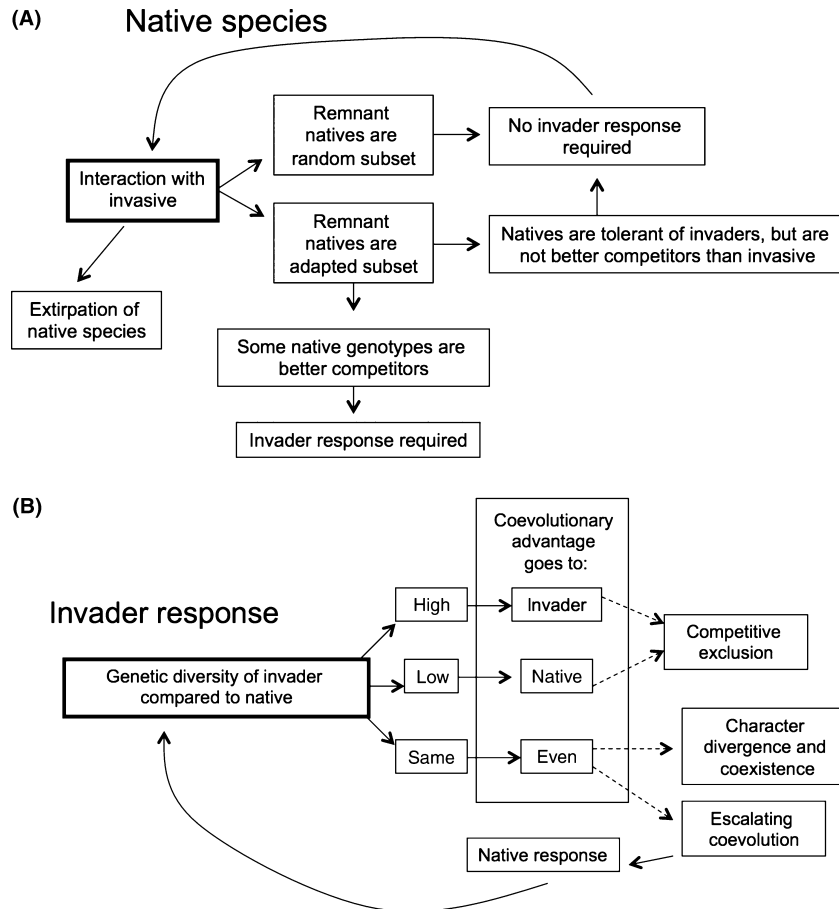 (A)
Native species
Remnant
natives are
random subset
No invader response
required
Interaction with
invasive
Remnant
natives are
adapted subset
Natives are tolerant of invaders, but are
not better competitors than invasive
Extirpation of
native species
Some native genotypes are
better competitors
Invader response required
(B)
Coevolutionary
advantage
goes to:
Invader response
High
Invader
Competitive
exclusion
Genetic diversity of invader
compared to native
Low
Native
Character
divergence and
coexistence
Same
Even
Escalating
coevolution
Native response